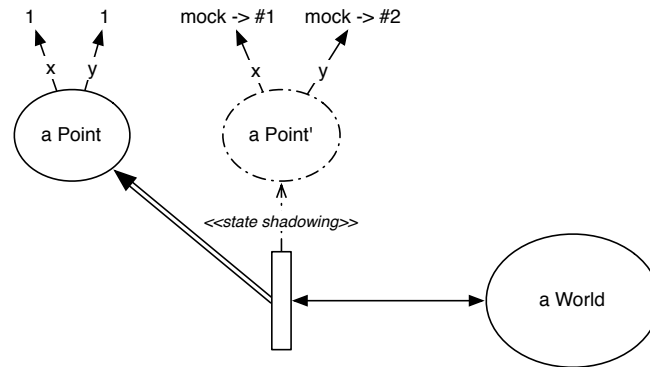 1 1 mock -> #1 mock -> #2
x y x y
a Point a Point'
<<state shadowing>>
a World